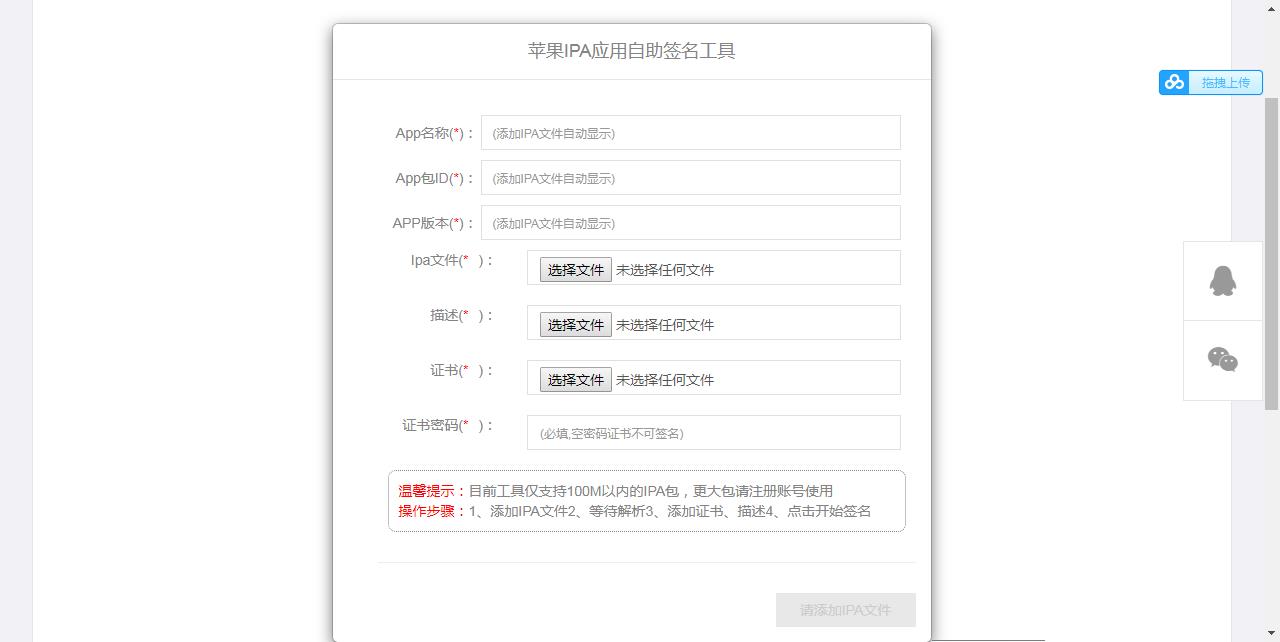 苹果IPA应用自助签名工具
拖拽上传
App名称(*)： (添加IPA文件自动显示)
App包ID(*)： (添加IPA文件自动显示)
APP版本(*)： (添加IPA文件自动显示)
Ipa文件(* )： 选择文件 未选择任何文件
描述(* )： 选择文件 未选择任何文件
证书(* )： 选择文件 未选择任何文件
证书密码(* )： (必填,空密码证书不可签名)
温馨提示：目前工具仅支持100M以内的IPA包，更大包请注册账号使用
操作步骤：1、添加IPA文件2、等待解析3、添加证书、描述4、点击开始签名
请添加IPA文件